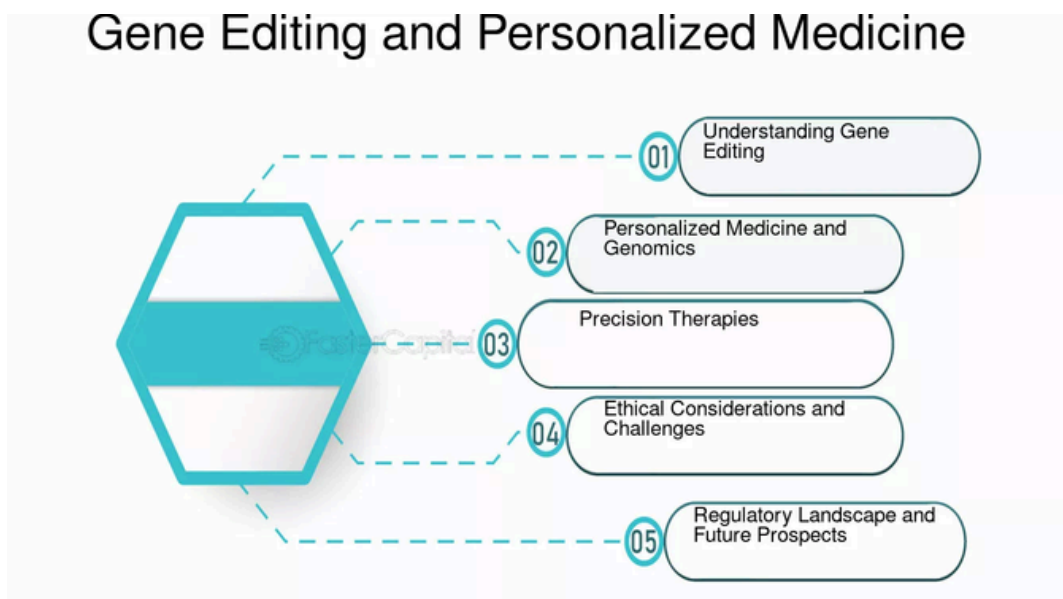 Gene Editing and Personalized Medicine
01
Understanding Gene
Editing
02
Personalized Medicine and
Genomics
FasterCapital
03
Precision Therapies
04
Ethical Considerations and
Challenges
05
Regulatory Landscape and
Future Prospects